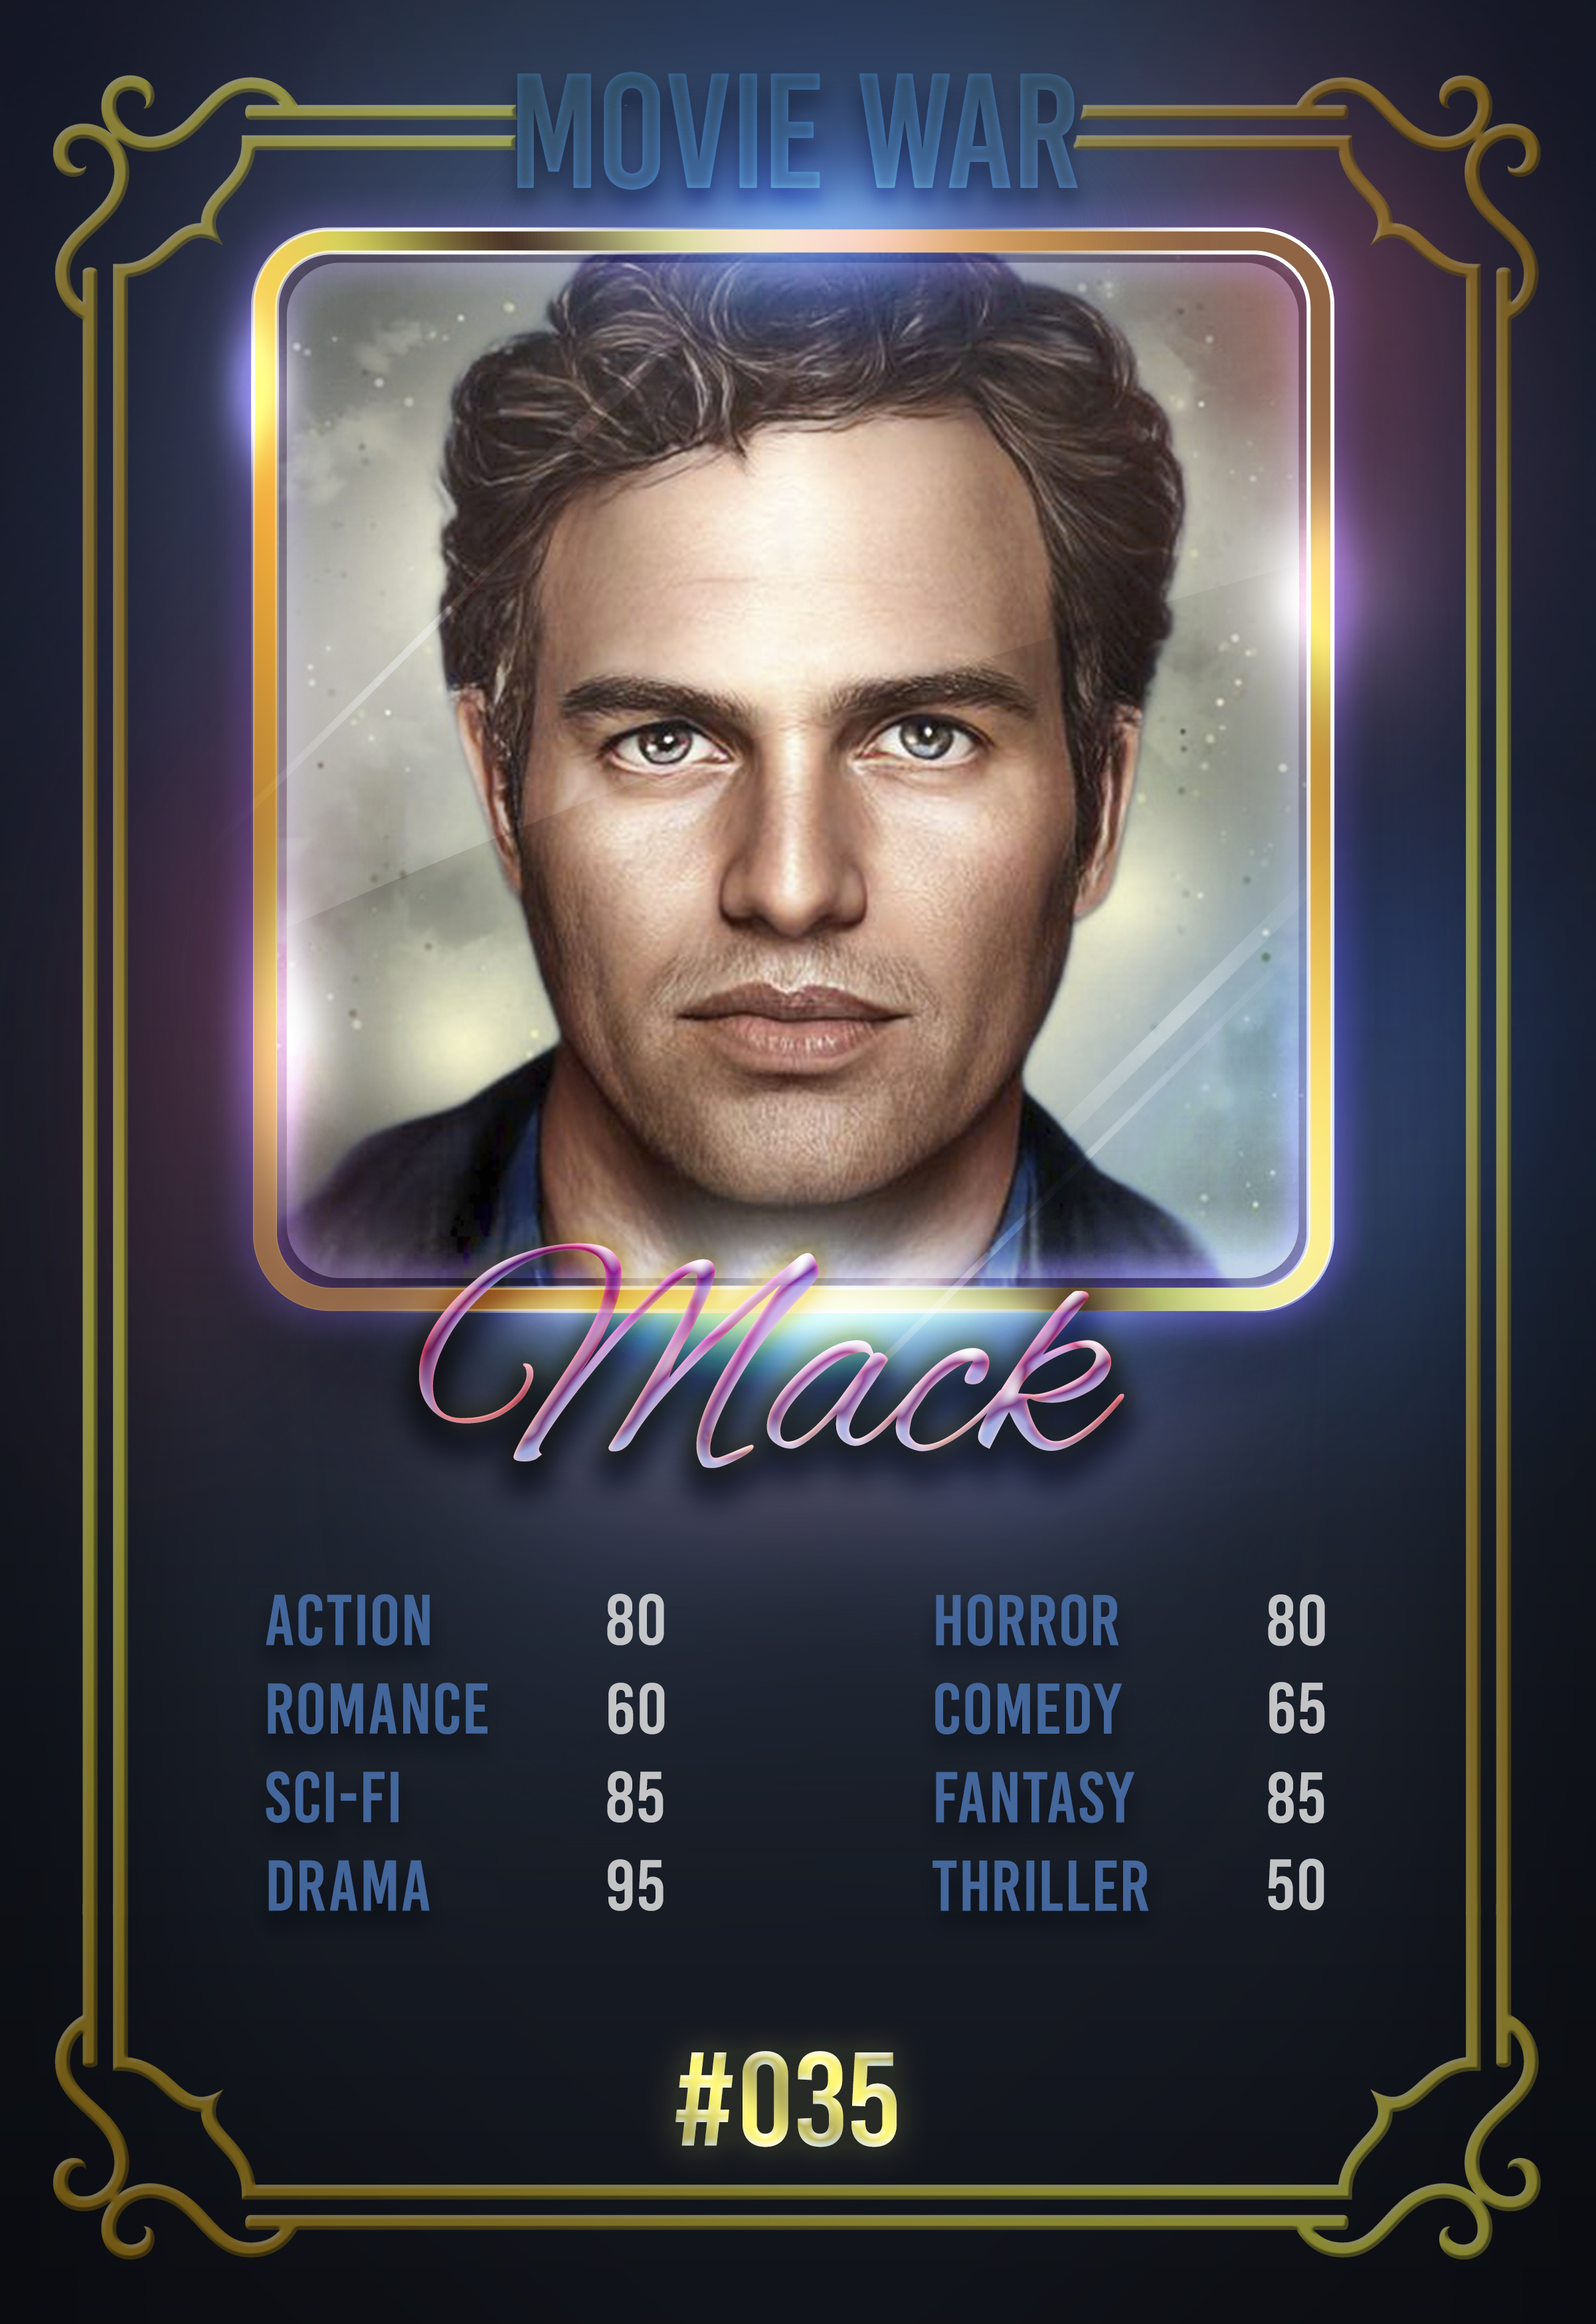 MOVIE WAR
Mack
ACTION 80 HORROR 80
ROMANCE 60 COMEDY 65
SCI-FI 85 FANTASY 85
DRAMA 95 THRILLER 50
#035